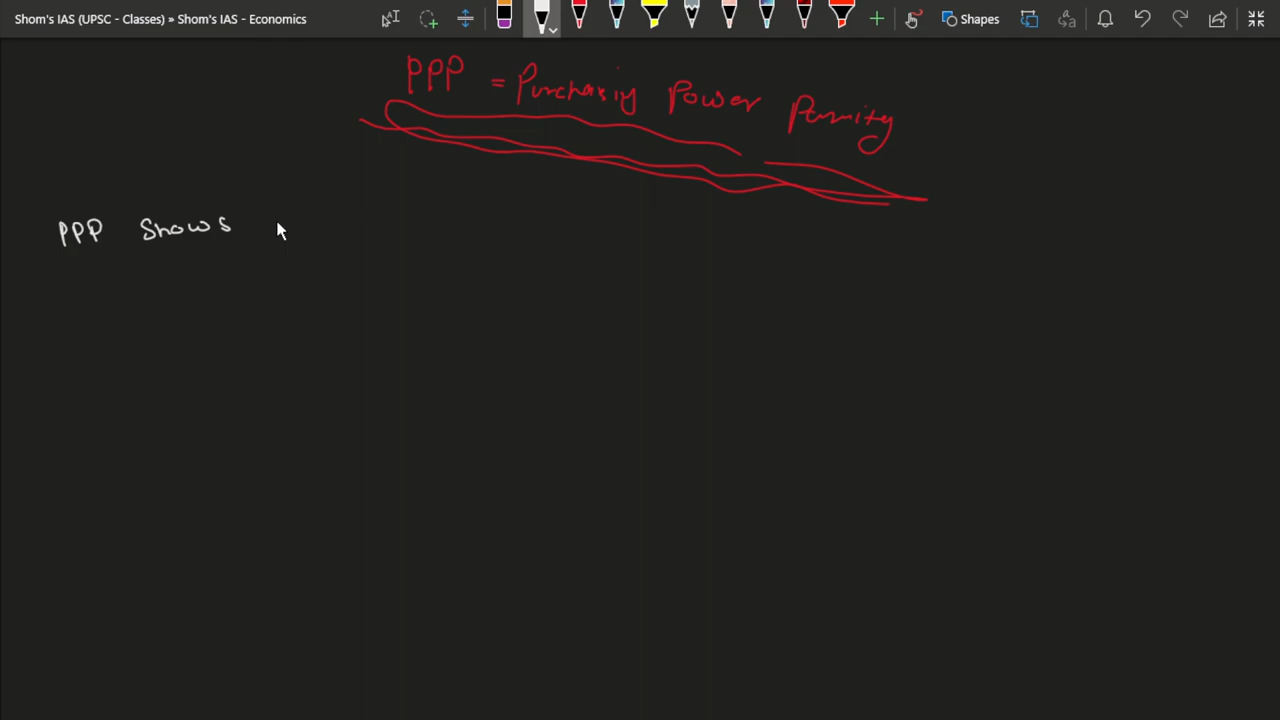 Shom's IAS (UPSC - Classes) » Shom's IAS - Economics
Shapes
PPP = Purchasing Power Parity
PPP Shows